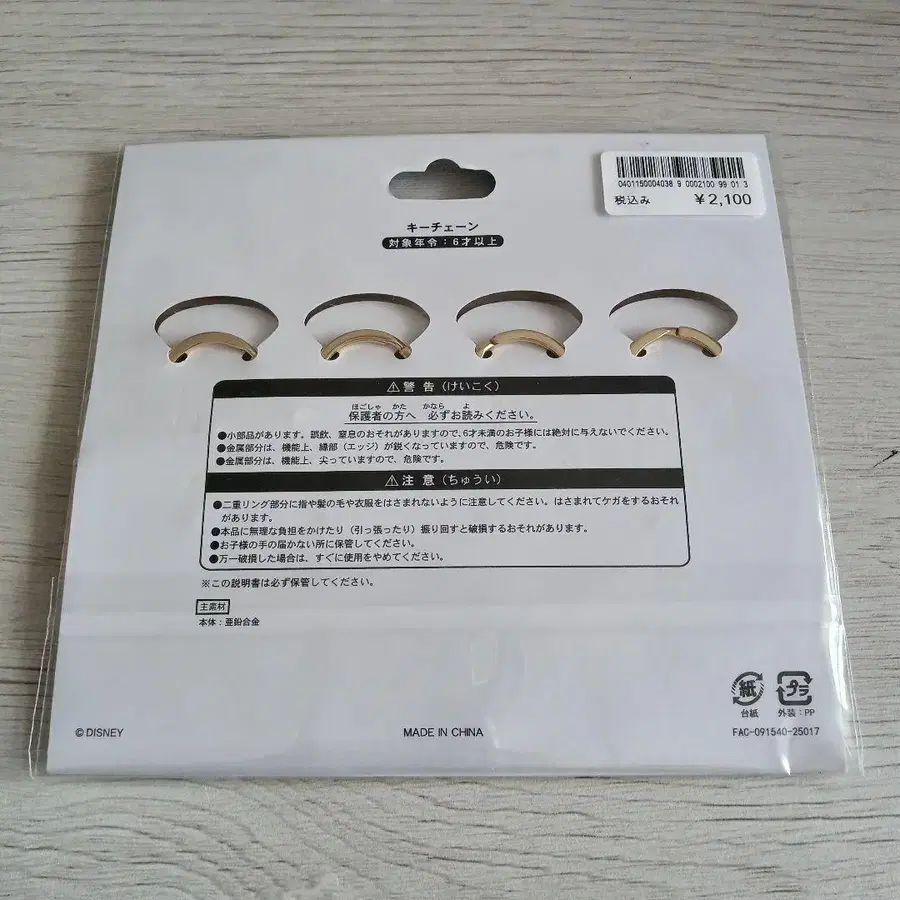 0401150004038 9 0002100 99 01 3
税込み ¥2,100
キーチェーン
対象年令：6才以上
⚠警告（けいこく）
ほごしゃ かた かなら よ
保護者の方へ 必ずお読みください。
●小部品があります。誤飲、窒息のおそれがありますので、6才未満のお子様には絶対に与えないでください。
●金属部分は、機能上、縁部（エッジ）が鋭くなっていますので、危険です。
●金属部分は、機能上、尖っていますので、危険です。
⚠注意（ちゅうい）
●二重リング部分に指や髪の毛や衣服をはさまれないように注意してください。はさまれてケガをするおそれ
があります。
●本品に無理な負担をかけたり（引っ張ったり）振り回すと破損するおそれがあります。
●お子様の手の届かない所に保管してください。
●万一破損した場合は、すぐに使用をやめてください。
※この説明書は必ず保管してください。
主素材
本体：亜鉛合金
紙 プラ
台紙 外装：PP
©DISNEY MADE IN CHINA FAC-091540-25017